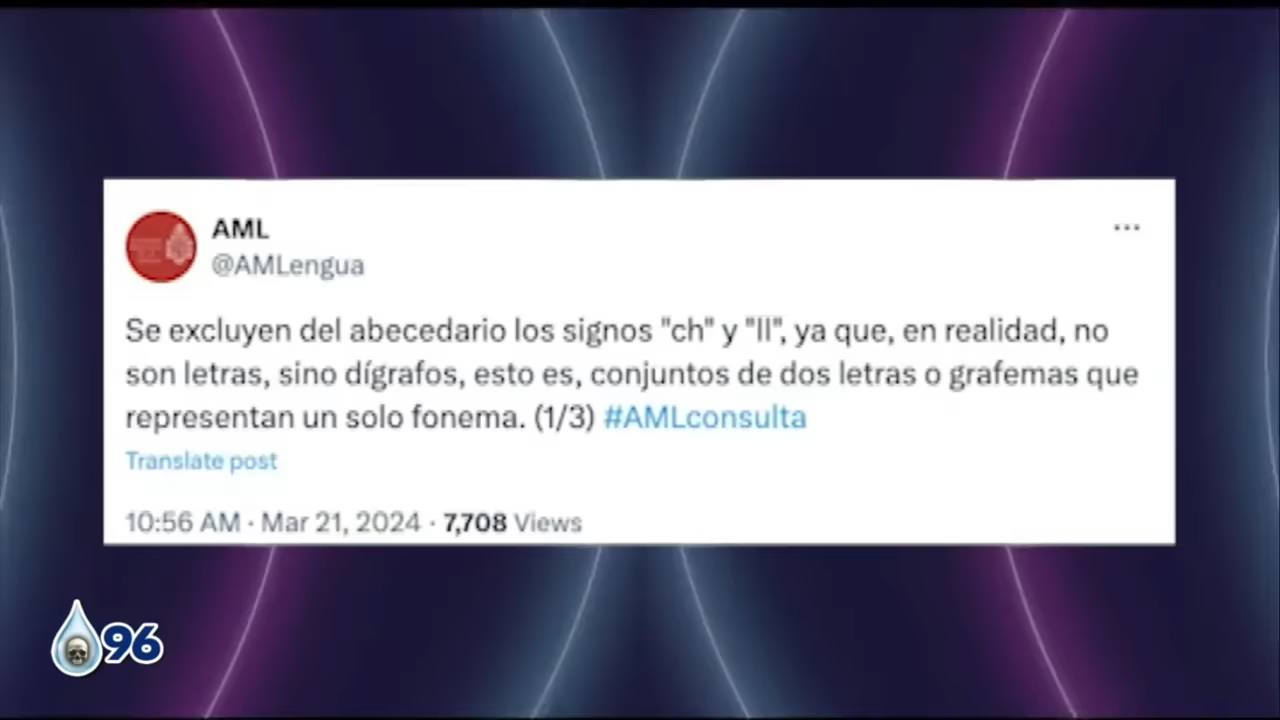 AML
@AMLengua
Se excluyen del abecedario los signos "ch" y "ll", ya que, en realidad, no
son letras, sino dígrafos, esto es, conjuntos de dos letras o grafemas que
representan un solo fonema. (1/3) #AMLconsulta
Translate post
10:56 AM · Mar 21, 2024 · 7,708 Views
96